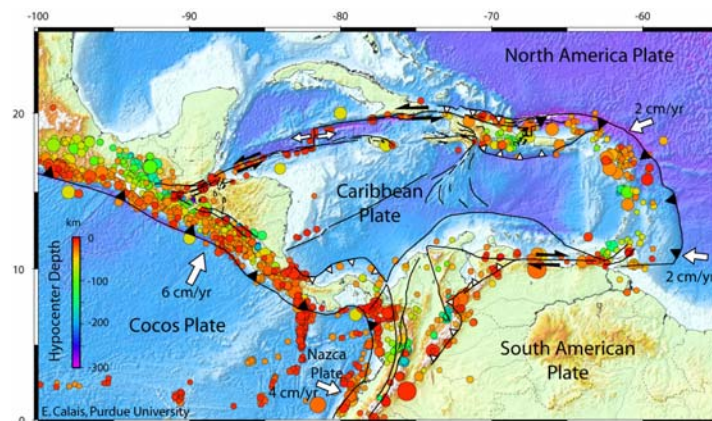 -100 -90 -80 -70 -60
North America Plate
20
2 cm/yr
km
Caribbean
Plate
0
-100
-200
-300
Hypocenter Depth
10
6 cm/yr
2 cm/yr
Cocos Plate
Nazca
Plate
South American
Plate
4 cm/yr
E. Calais, Purdue University
0